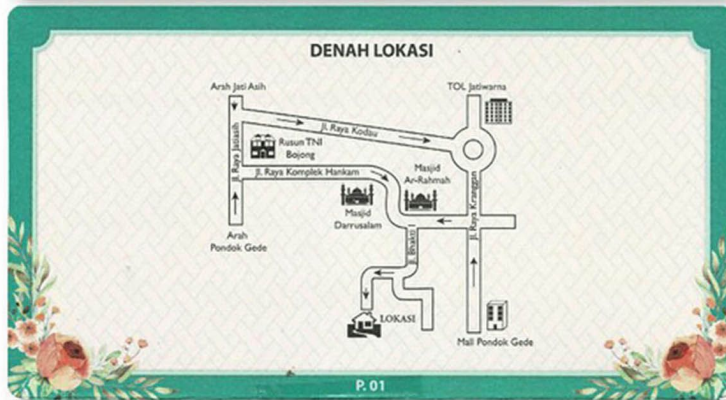 DENAH LOKASI
Arah Jati Asih
TOL Jatiwarna
Jl. Raya Kodau
Jl. Raya Jatiasih
Rusun TNI
Bojong
Jl. Raya Komplek Hankam
Masjid
Ar-Rahmah
Masjid
Darrusalam
Jl. Raya Kranggan
Arah
Pondok Gede
Jl. Bhakti I
LOKASI
Mall Pondok Gede
P. 01